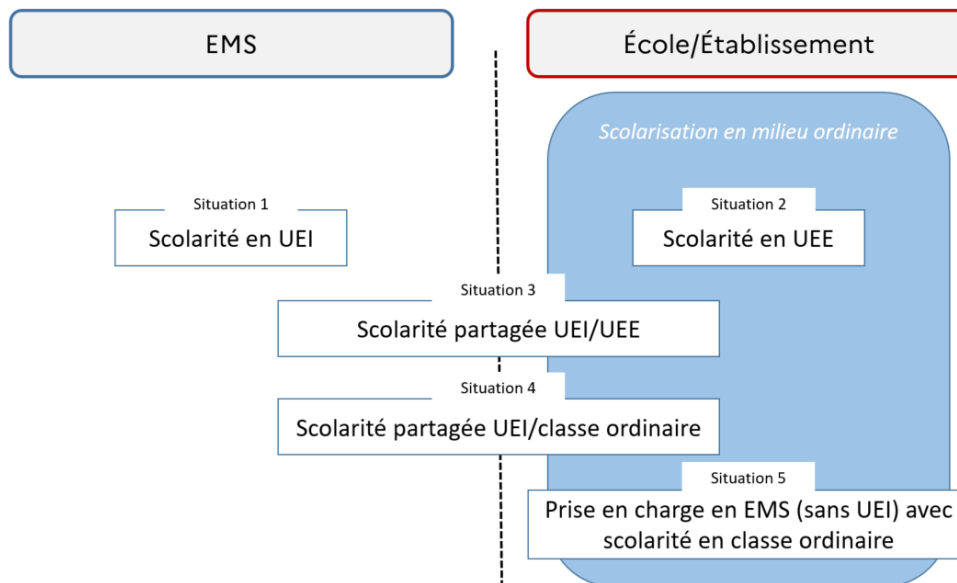 EMS
École/Établissement
Scolarisation en milieu ordinaire
Situation 1
Scolarité en UEI
Situation 2
Scolarité en UEE
Situation 3
Scolarité partagée UEI/UEE
Situation 4
Scolarité partagée UEI/classe ordinaire
Situation 5
Prise en charge en EMS (sans UEI) avec
scolarité en classe ordinaire